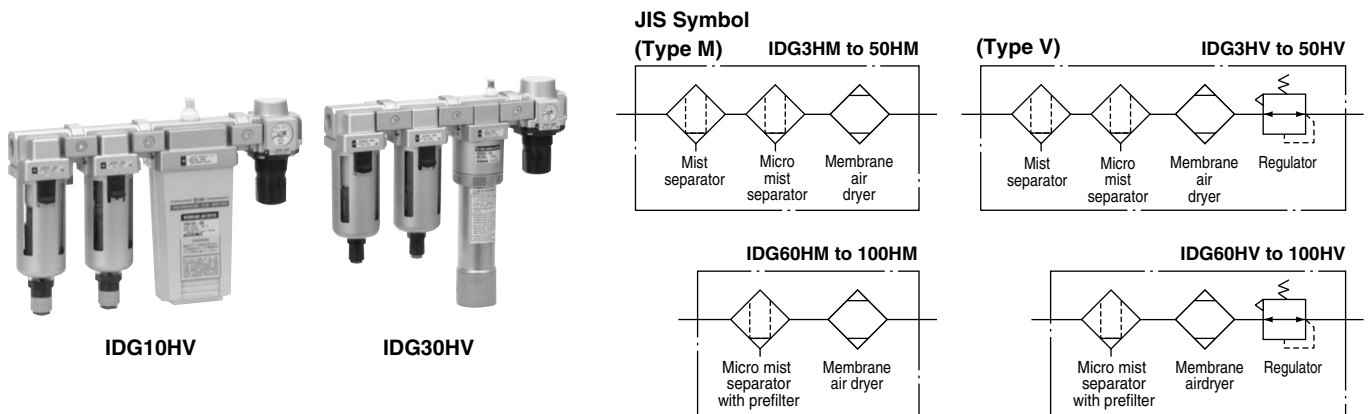 JIS Symbol
(Type M)
IDG3HM to 50HM
Mist
separator
Micro
mist
separator
Membrane
air
dryer
(Type V)
IDG3HV to 50HV
Mist
separator
Micro
mist
separator
Membrane
air
dryer
Regulator
IDG60HM to 100HM
Micro mist
separator
with prefilter
Membrane
air dryer
IDG60HV to 100HV
Micro mist
separator
with prefilter
Membrane
airdryer
Regulator
IDG10HV
IDG30HV